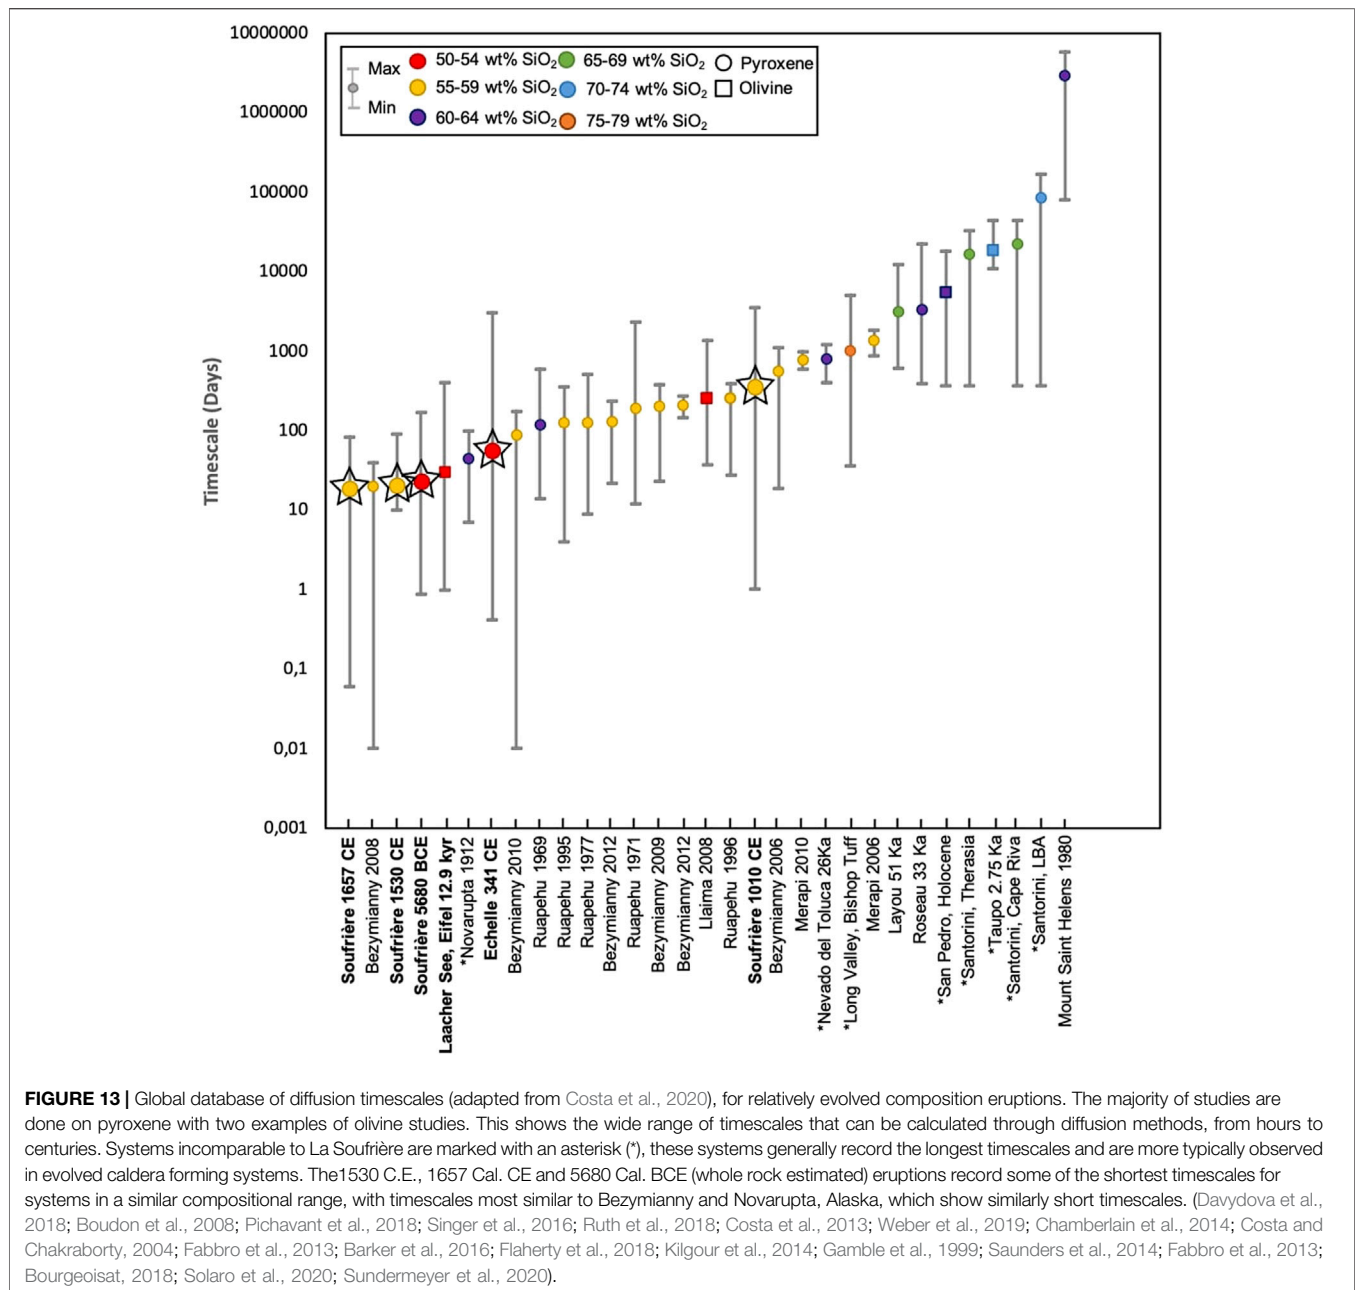 10000000
1000000
100000
10000
1000
100
10
1
0,1
0,01
0,001
Timescale (Days)
Max
Min
50-54 wt% SiO₂
55-59 wt% SiO₂
60-64 wt% SiO₂
65-69 wt% SiO₂
70-74 wt% SiO₂
75-79 wt% SiO₂
Pyroxene
Olivine
Soufrière 1657 CE
Bezymianny 2008
Soufrière 1530 CE
Soufrière 5680 BCE
Laacher See, Eifel 12.9 kyr
*Novarupta 1912
Echelle 341 CE
Bezymianny 2010
Ruapehu 1969
Ruapehu 1995
Ruapehu 1977
Bezymianny 2012
Ruapehu 1971
Bezymianny 2009
Bezymianny 2012
Llaima 2008
Ruapehu 1996
Soufrière 1010 CE
Bezymianny 2006
Merapi 2010
*Nevado del Toluca 26Ka
*Long Valley, Bishop Tuff
Merapi 2006
Layou 51 Ka
Roseau 33 Ka
*San Pedro, Holocene
*Santorini, Therasia
*Taupo 2.75 Ka
*Santorini, Cape Riva
*Santorini, LBA
Mount Saint Helens 1980
FIGURE 13 | Global database of diffusion timescales (adapted from Costa et al., 2020), for relatively evolved composition eruptions. The majority of studies are
done on pyroxene with two examples of olivine studies. This shows the wide range of timescales that can be calculated through diffusion methods, from hours to
centuries. Systems incomparable to La Soufrière are marked with an asterisk (*), these systems generally record the longest timescales and are more typically observed
in evolved caldera forming systems. The1530 C.E., 1657 Cal. CE and 5680 Cal. BCE (whole rock estimated) eruptions record some of the shortest timescales for
systems in a similar compositional range, with timescales most similar to Bezymianny and Novarupta, Alaska, which show similarly short timescales. (Davydova et al.,
2018; Boudon et al., 2008; Pichavant et al., 2018; Singer et al., 2016; Ruth et al., 2018; Costa et al., 2013; Weber et al., 2019; Chamberlain et al., 2014; Costa and
Chakraborty, 2004; Fabbro et al., 2013; Barker et al., 2016; Flaherty et al., 2018; Kilgour et al., 2014; Gamble et al., 1999; Saunders et al., 2014; Fabbro et al., 2013;
Bourgeoisat, 2018; Solaro et al., 2020; Sundermeyer et al., 2020).